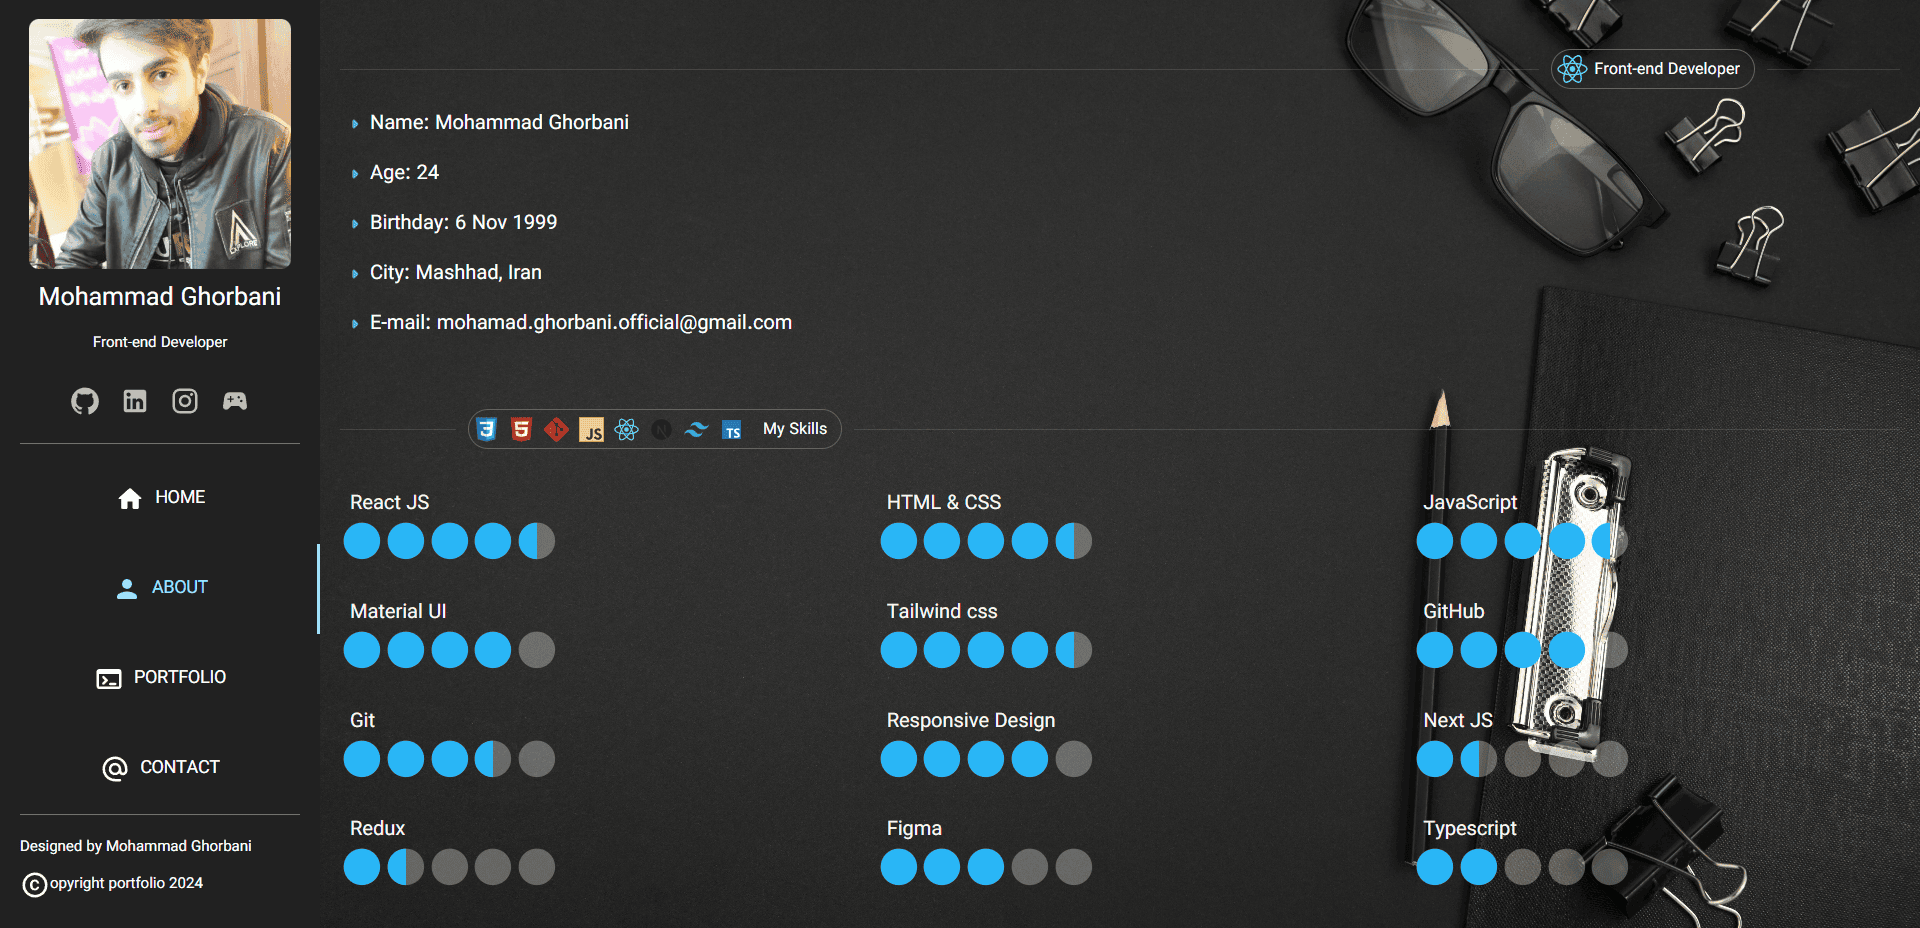 Mohammad Ghorbani
Front-end Developer
HOME
ABOUT
PORTFOLIO
CONTACT
Designed by Mohammad Ghorbani
©opyright portfolio 2024
Front-end Developer
Name: Mohammad Ghorbani
Age: 24
Birthday: 6 Nov 1999
City: Mashhad, Iran
E-mail: mohamad.ghorbani.official@gmail.com
JS TS My Skills
React JS
HTML & CSS
JavaScript
Material UI
Tailwind css
GitHub
Git
Responsive Design
Next JS
Redux
Figma
Typescript